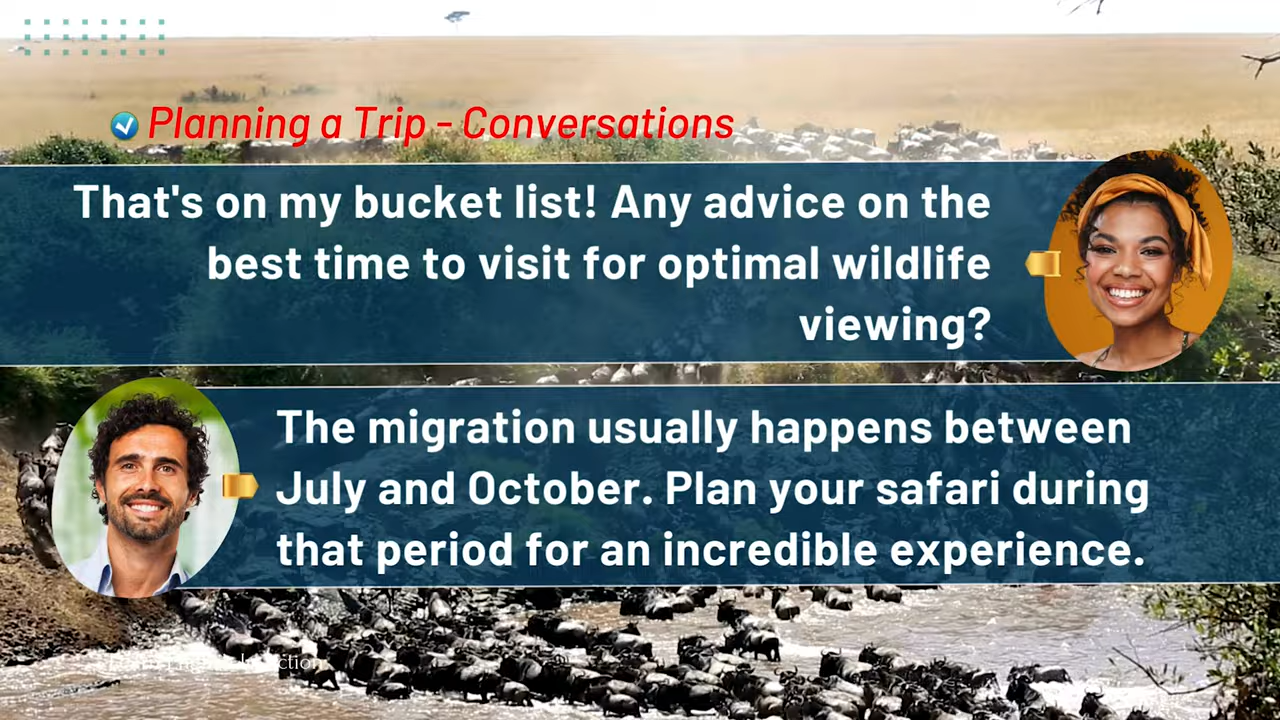 Planning a Trip - Conversations
That's on my bucket list! Any advice on the
best time to visit for optimal wildlife
viewing?
The migration usually happens between
July and October. Plan your safari during
that period for an incredible experience.